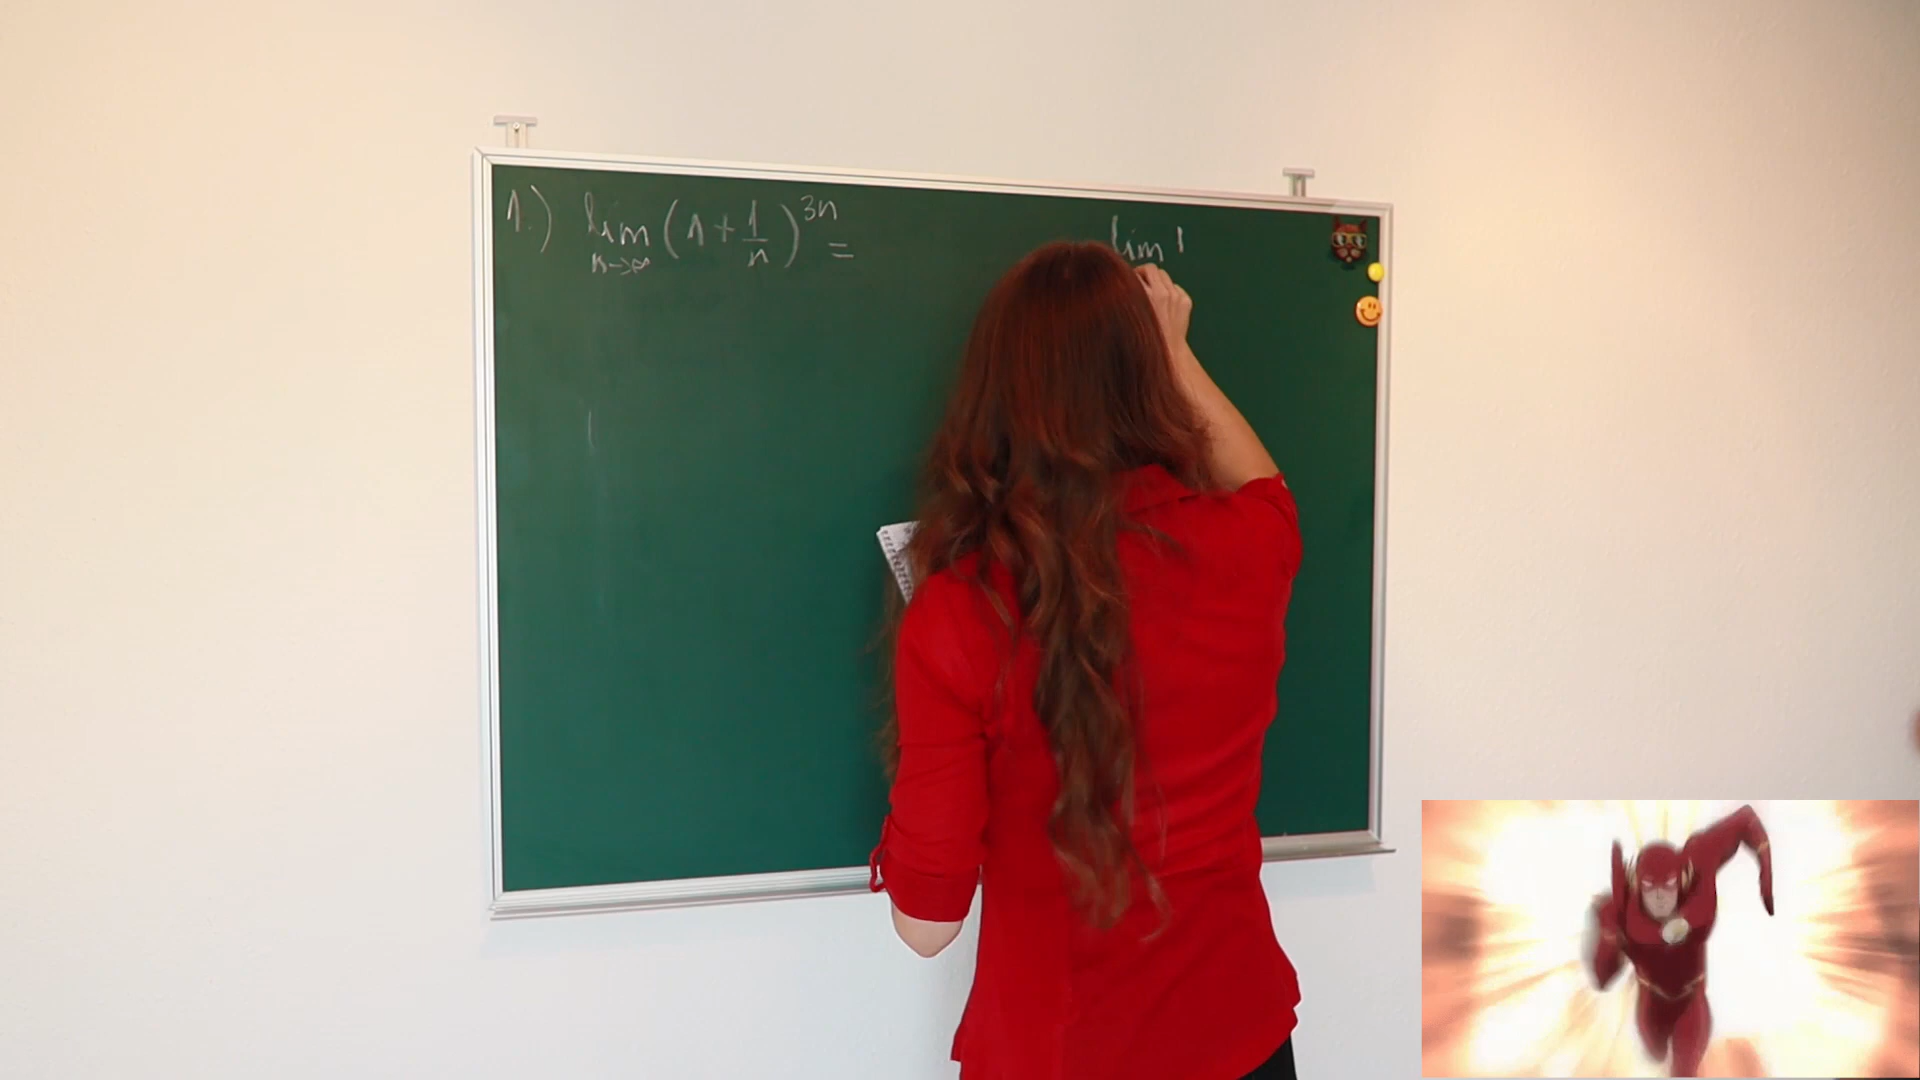 1.) lim n→∞ (1 + 1/n)^3n =
lim